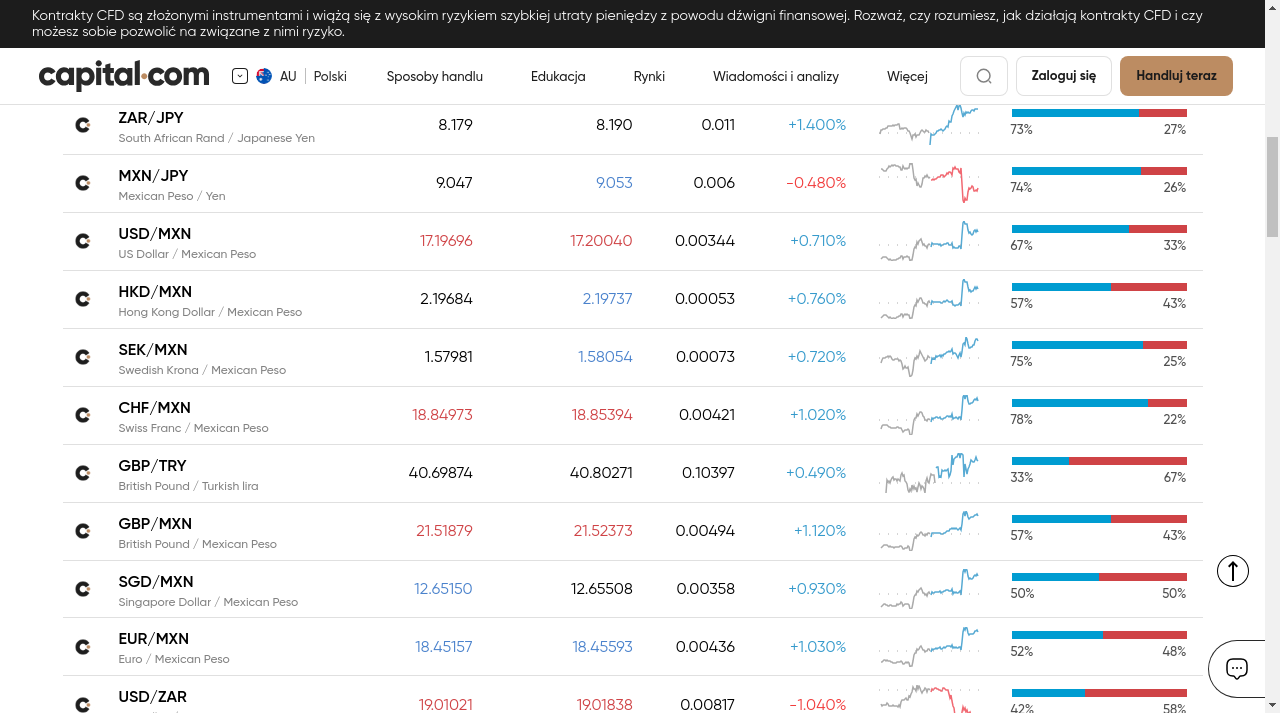 Kontrakty CFD są złożonymi instrumentami i wiążą się z wysokim ryzykiem szybkiej utraty pieniędzy z powodu dźwigni finansowej. Rozważ, czy rozumiesz, jak działają kontrakty CFD i czy
możesz sobie pozwolić na związane z nimi ryzyko.
capital.com AU Polski Sposoby handlu Edukacja Rynki Wiadomości i analizy Więcej Zaloguj się Handluj teraz
ZAR/JPY 8.179 8.190 0.011 +1.400% 73% 27%
South African Rand / Japanese Yen
MXN/JPY 9.047 9.053 0.006 -0.480% 74% 26%
Mexican Peso / Yen
USD/MXN 17.19696 17.20040 0.00344 +0.710% 67% 33%
US Dollar / Mexican Peso
HKD/MXN 2.19684 2.19737 0.00053 +0.760% 57% 43%
Hong Kong Dollar / Mexican Peso
SEK/MXN 1.57981 1.58054 0.00073 +0.720% 75% 25%
Swedish Krona / Mexican Peso
CHF/MXN 18.84973 18.85394 0.00421 +1.020% 78% 22%
Swiss Franc / Mexican Peso
GBP/TRY 40.69874 40.80271 0.10397 +0.490% 33% 67%
British Pound / Turkish lira
GBP/MXN 21.51879 21.52373 0.00494 +1.120% 57% 43%
British Pound / Mexican Peso
SGD/MXN 12.65150 12.65508 0.00358 +0.930% 50% 50%
Singapore Dollar / Mexican Peso
EUR/MXN 18.45157 18.45593 0.00436 +1.030% 52% 48%
Euro / Mexican Peso
USD/ZAR 19.01021 19.01838 0.00817 -1.040% 42% 58%